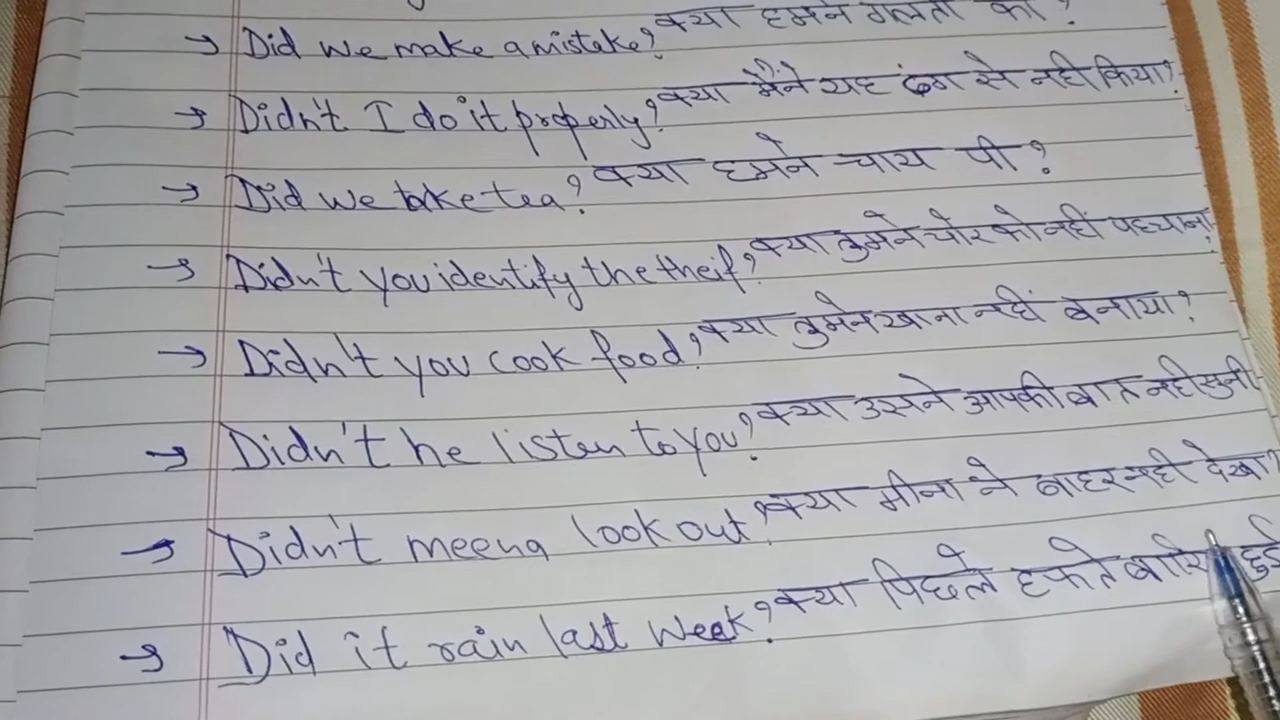 → Did we make a mistake? क्या हमने गलती की?
→ Didn't I do it properly? क्या मैंने यह ढंग से नहीं किया?
→ Did we take tea? क्या हमने चाय पी?
→ Didn't you identify the theif? क्या तुमने चोर को नहीं पहचाना?
→ Didn't you cook food? क्या तुमने खाना नहीं बनाया?
→ Didn't he listen to you? क्या उसने आपकी बात नही सुनी
→ Didn't meena look out? क्या मीना ने बाहर नही देखा?
→ Did it rain last week? क्या पिछले हफ्ते हुई